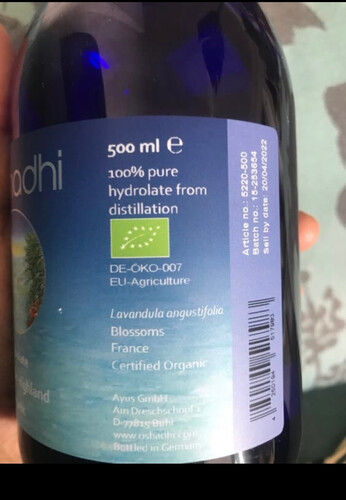 adhi
500 ml e
100% pure
hydrolate from
distillation
DE-ÖKO-007
EU-Agriculture
Lavandula angustifolia
Blossoms
France
Certified Organic
Ayus GmbH
Am Dreschschopf 1
D-77815 Bühl
www.oshadhi.com
Bottled in Germany
Article no.: 5220-500
Batch no.: 15-253654
Sell by date: 20/04/2022